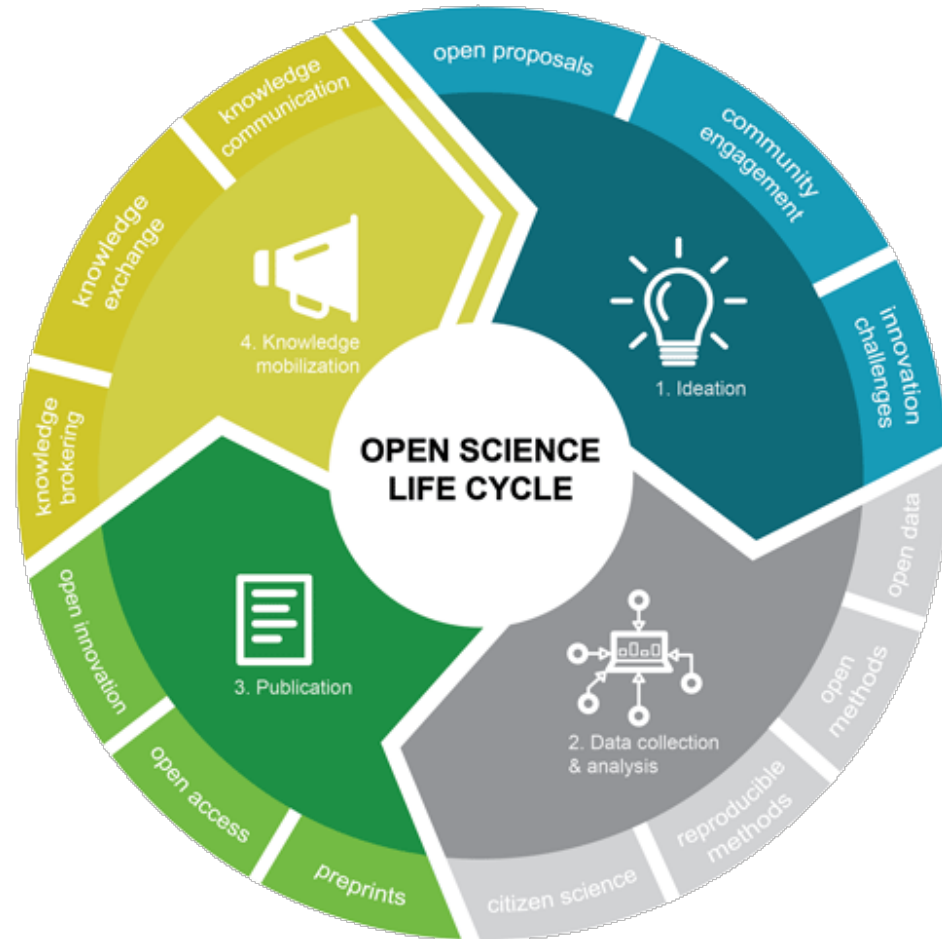 OPEN SCIENCE
LIFE CYCLE
1. Ideation
open proposals
community
engagement
innovation
challenges
2. Data collection
& analysis
open data
open
methods
reproducible
methods
citizen science
3. Publication
preprints
open access
open innovation
4. Knowledge
mobilization
knowledge
brokering
knowledge
exchange
knowledge
communication